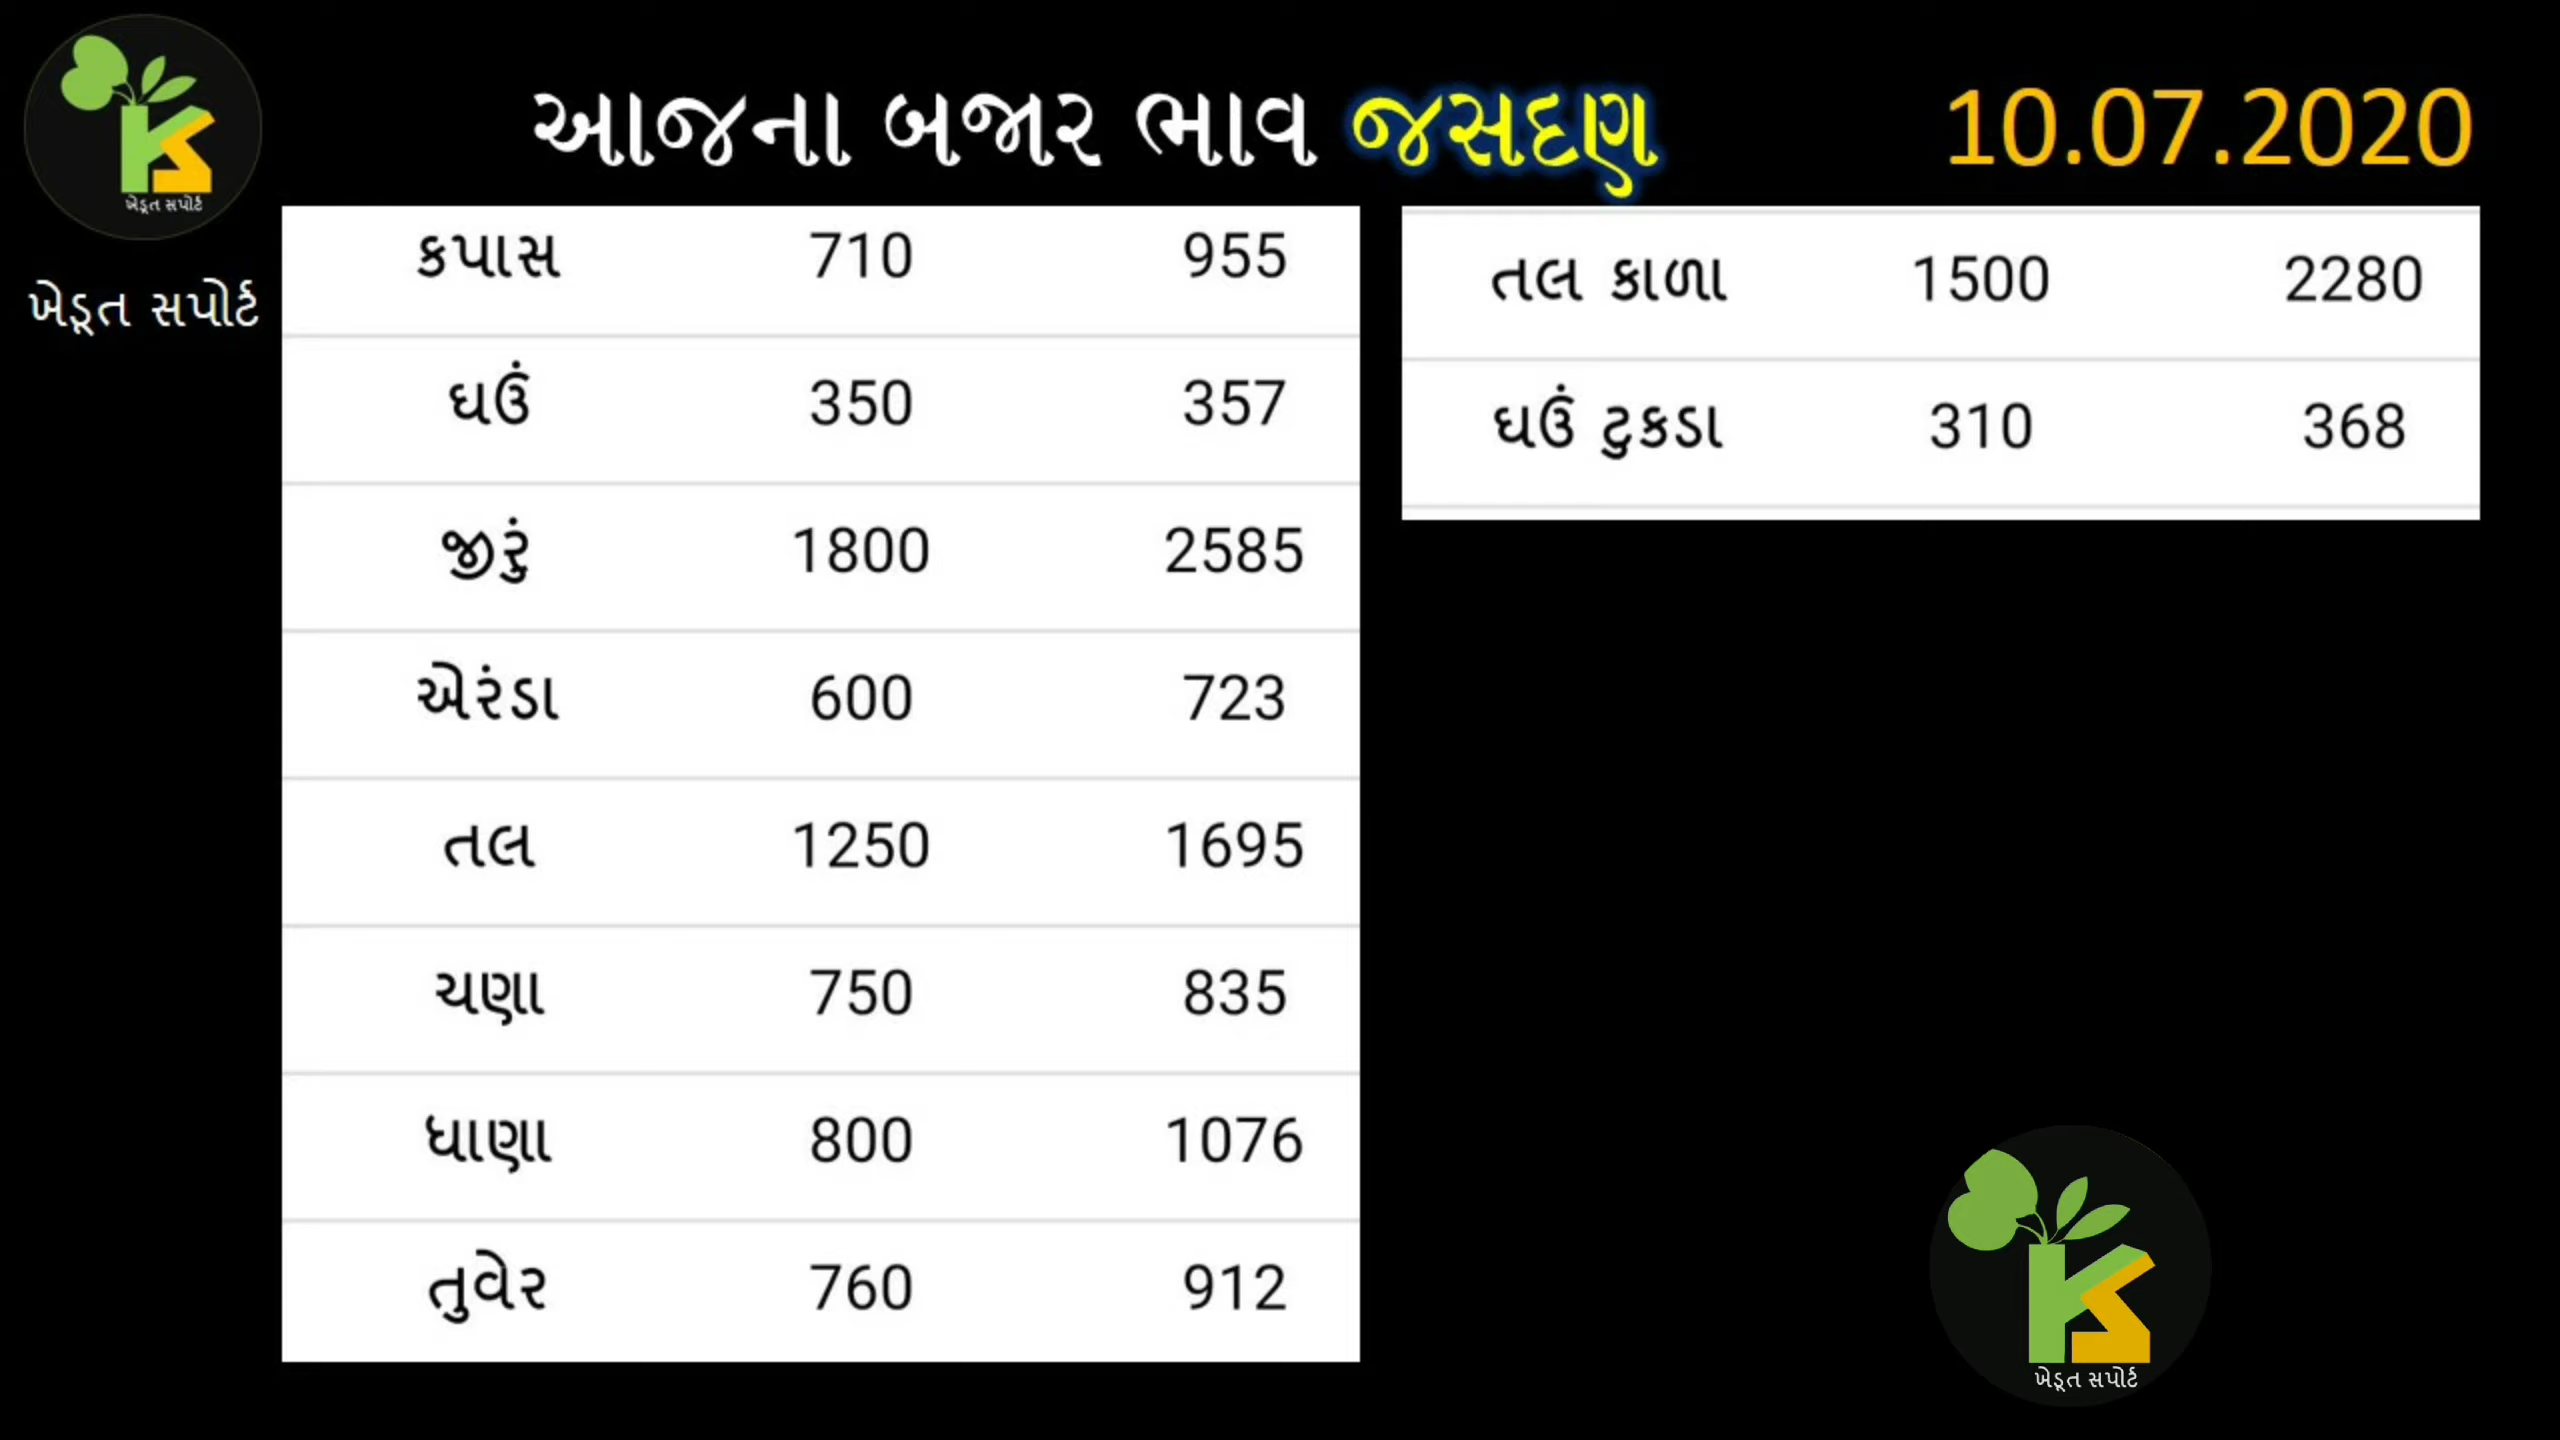 આજના બજાર ભાવ જસદણ 10.07.2020
ખેડૂત સપોર્ટ
ખેડૂત સપોર્ટ
કપાસ 710 955
ઘઉં 350 357
જીરું 1800 2585
એરંડા 600 723
તલ 1250 1695
ચણા 750 835
ધાણા 800 1076
તુવેર 760 912
તલ કાળા 1500 2280
ઘઉં ટુકડા 310 368
ખેડૂત સપોર્ટ